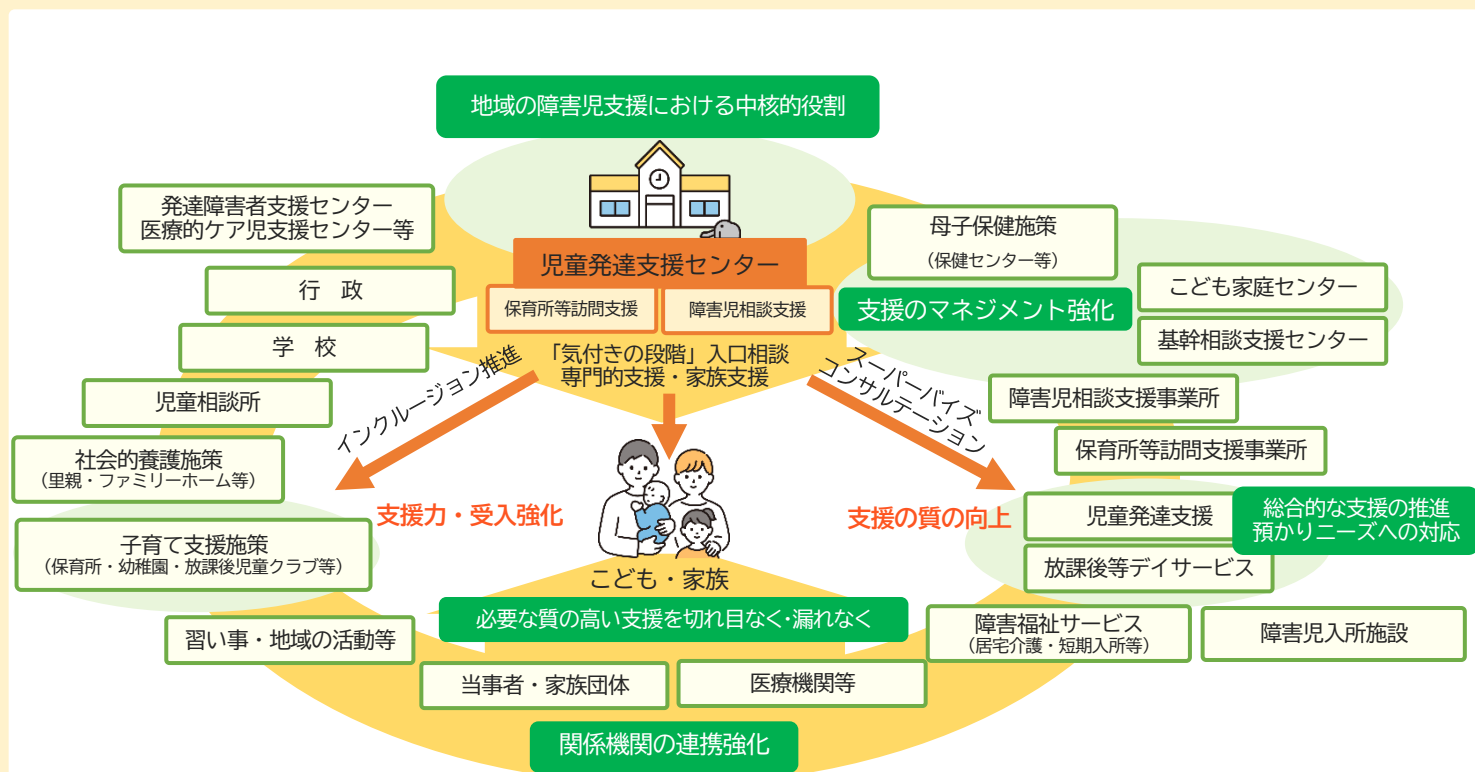 地域の障害児支援における中核的役割
発達障害者支援センター
医療的ケア児支援センター等
行　政
学　校
児童相談所
社会的養護施策
（里親・ファミリーホーム等）
子育て支援施策
（保育所・幼稚園・放課後児童クラブ等）
習い事・地域の活動等
児童発達支援センター
保育所等訪問支援
障害児相談支援
「気付きの段階」入口相談
専門的支援・家族支援
インクルージョン推進
スーパーバイズ
コンサルテーション
支援力・受入強化
支援の質の向上
こども・家族
必要な質の高い支援を切れ目なく・漏れなく
当事者・家族団体
医療機関等
関係機関の連携強化
母子保健施策
（保健センター等）
支援のマネジメント強化
こども家庭センター
基幹相談支援センター
障害児相談支援事業所
保育所等訪問支援事業所
児童発達支援
総合的な支援の推進
預かりニーズへの対応
放課後等デイサービス
障害福祉サービス
（居宅介護・短期入所等）
障害児入所施設